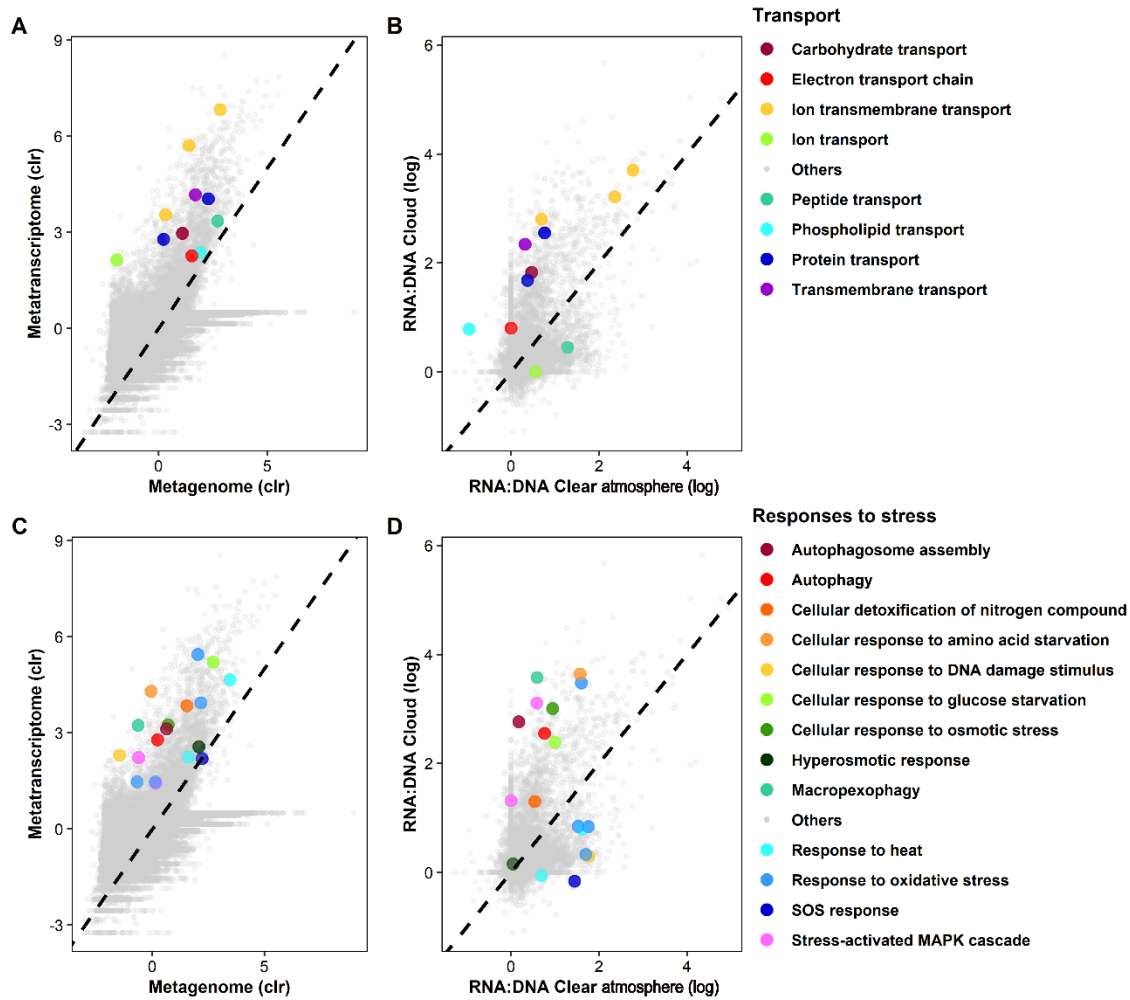 A
9
6
3
0
-3
0
5
Metatranscriptome (clr)
Metagenome (clr)
B
6
4
2
0
0
2
4
RNA:DNA Cloud (log)
RNA:DNA Clear atmosphere (log)
Transport
Carbohydrate transport
Electron transport chain
Ion transmembrane transport
Ion transport
Others
Peptide transport
Phospholipid transport
Protein transport
Transmembrane transport
C
9
6
3
0
-3
0
5
Metatranscriptome (clr)
Metagenome (clr)
D
6
4
2
0
0
2
4
RNA:DNA Cloud (log)
RNA:DNA Clear atmosphere (log)
Responses to stress
Autophagosome assembly
Autophagy
Cellular detoxification of nitrogen compound
Cellular response to amino acid starvation
Cellular response to DNA damage stimulus
Cellular response to glucose starvation
Cellular response to osmotic stress
Hyperosmotic response
Macropexophagy
Others
Response to heat
Response to oxidative stress
SOS response
Stress-activated MAPK cascade